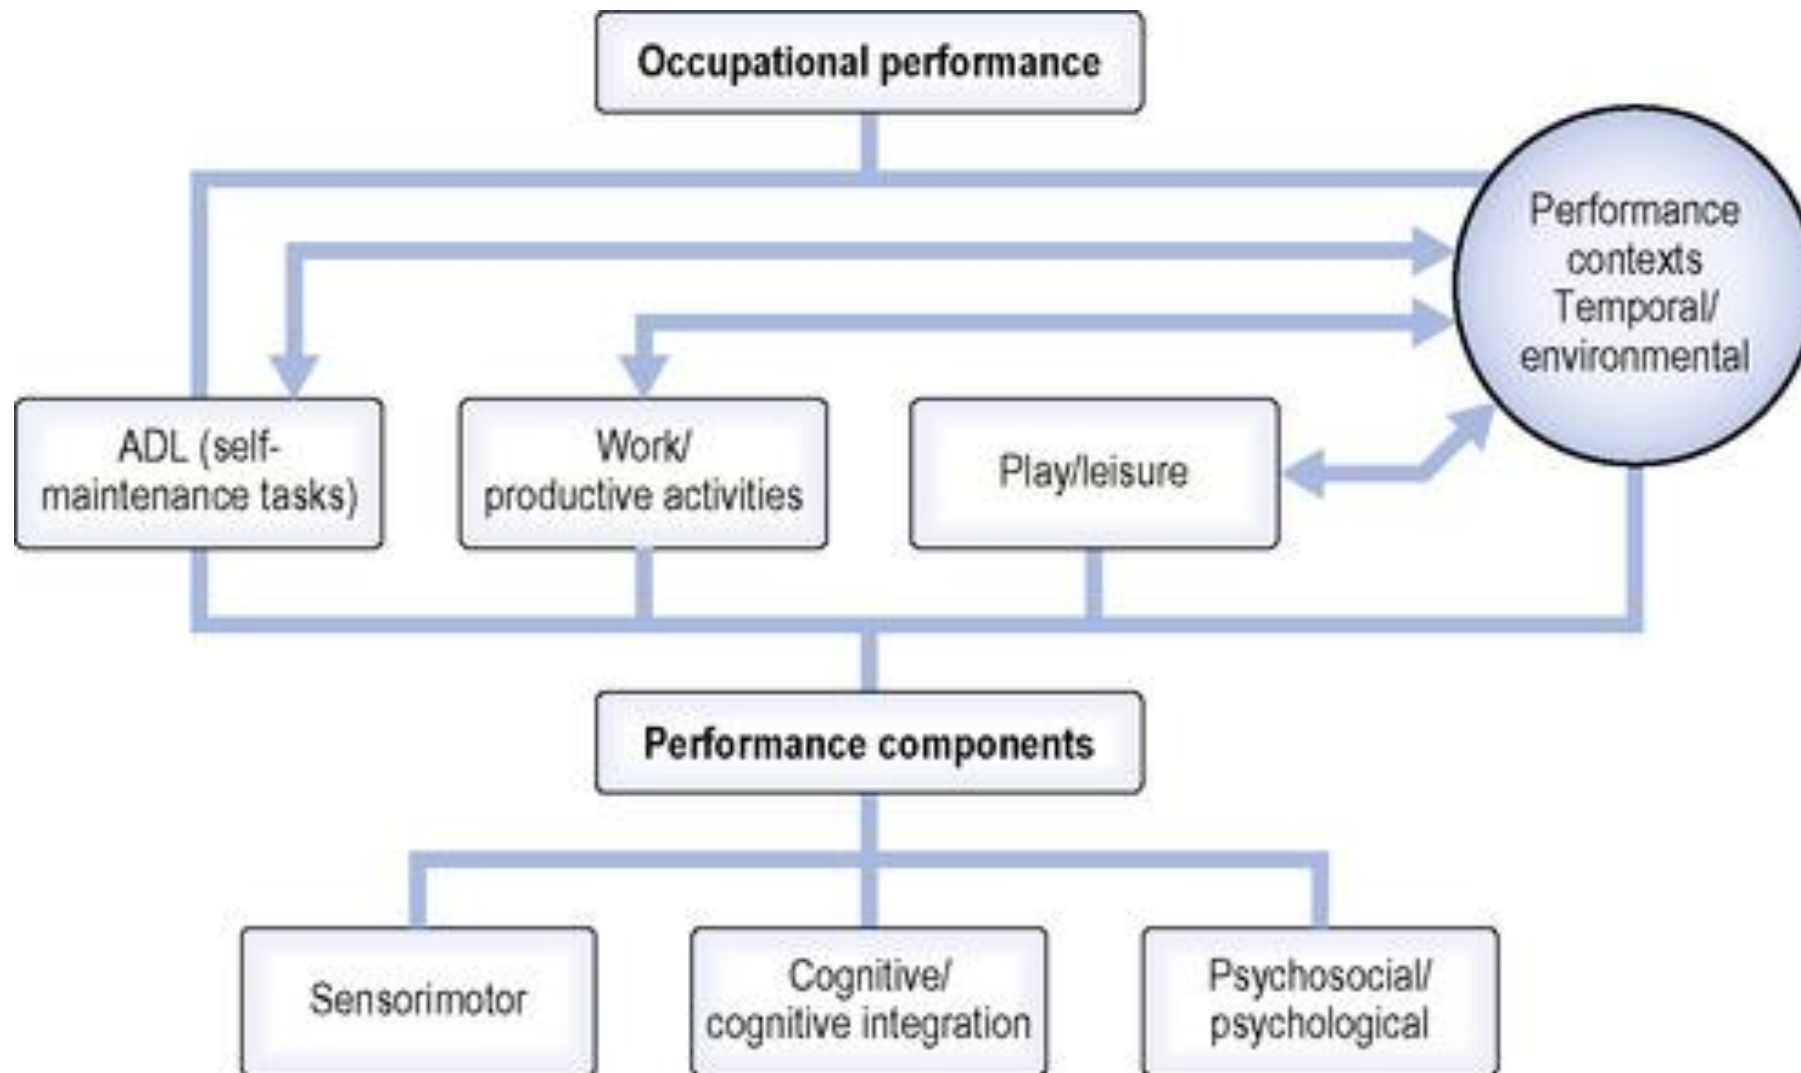 Occupational performance
Performance
contexts
Temporal/
environmental
ADL (self-
maintenance tasks)
Work/
productive activities
Play/leisure
Performance components
Sensorimotor
Cognitive/
cognitive integration
Psychosocial/
psychological